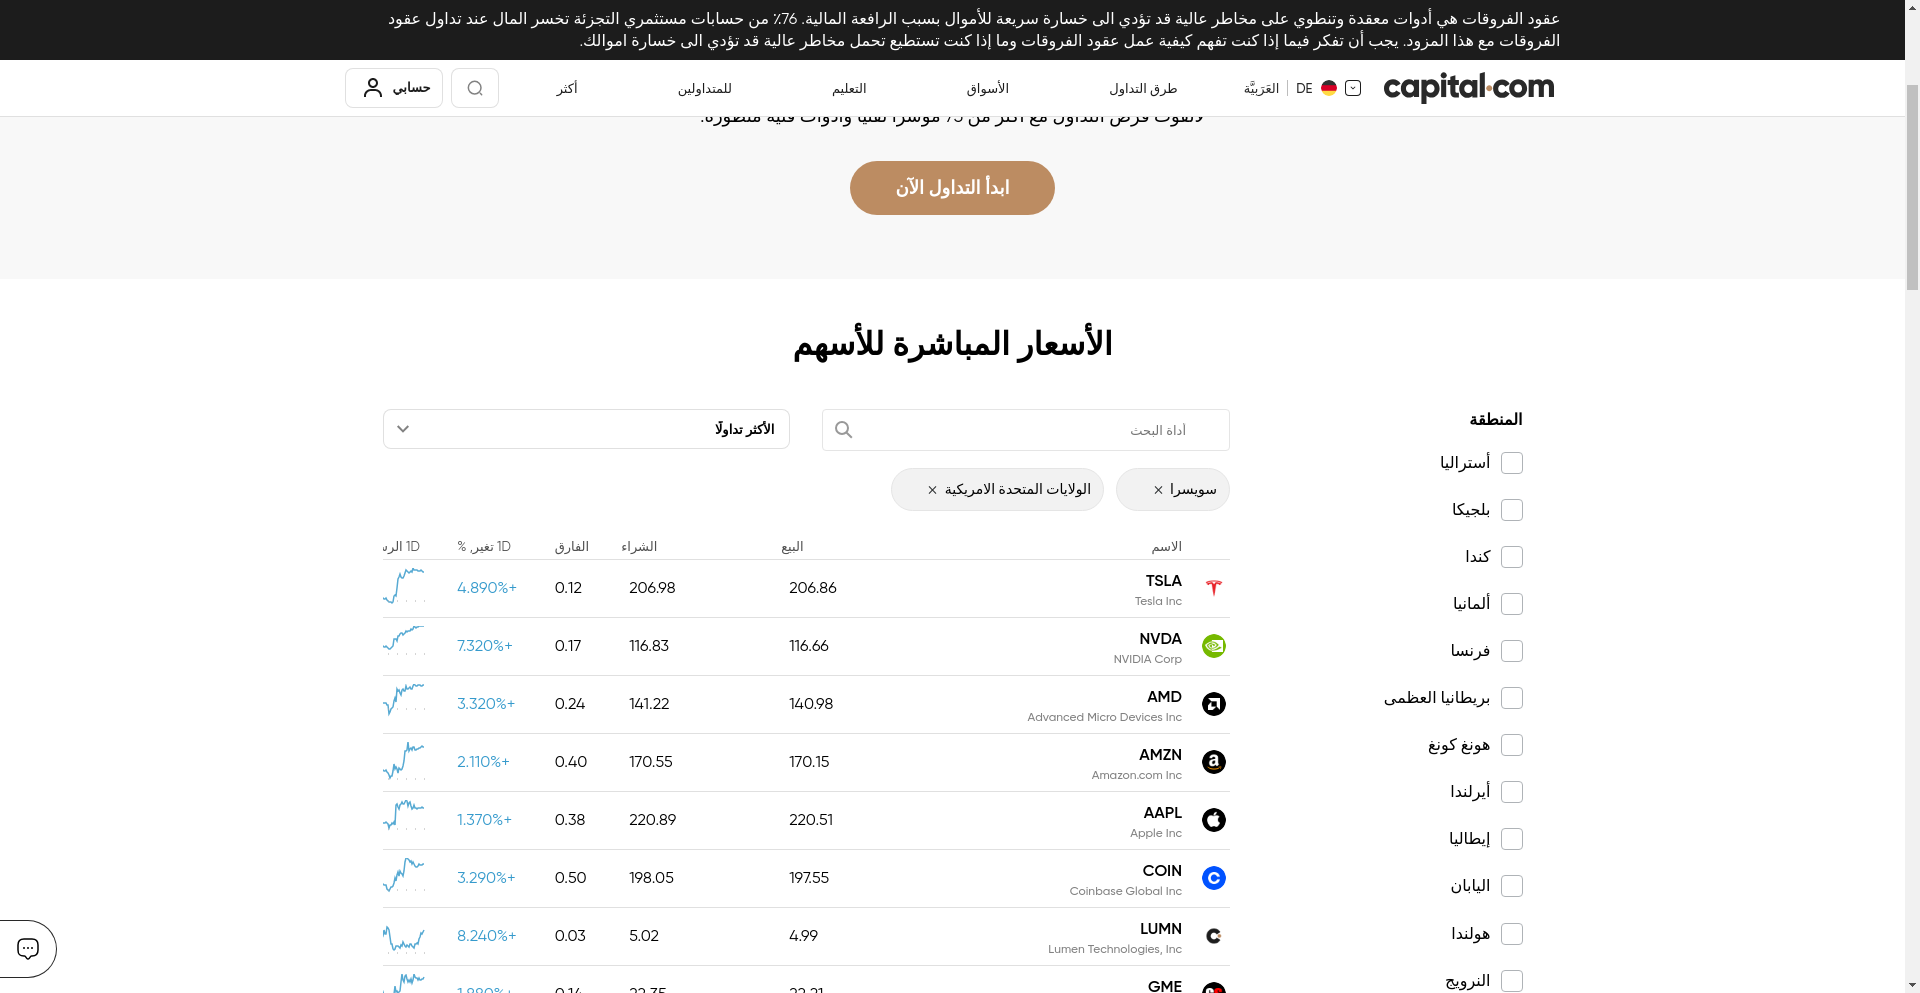 عقود الفروقات هي أدوات معقدة وتنطوي على مخاطر عالية قد تؤدي الى خسارة سريعة للأموال بسبب الرافعة المالية. 76٪ من حسابات مستثمري التجزئة تخسر المال عند تداول عقود
الفروقات مع هذا المزود. يجب أن تفكر فيما إذا كنت تفهم كيفية عمل عقود الفروقات وما إذا كنت تستطيع تحمل مخاطر عالية قد تؤدي الى خسارة اموالك.
capital.com
DE العَرَبِيَّة
طرق التداول
الأسواق
التعليم
للمتداولين
أكثر
حسابي
ابدأ التداول الآن
الأسعار المباشرة للأسهم
المنطقة
أستراليا
بلجيكا
كندا
ألمانيا
فرنسا
بريطانيا العظمى
هونغ كونغ
أيرلندا
إيطاليا
اليابان
هولندا
النرويج
أداة البحث
الأكثر تداولًا
سويسرا ×
الولايات المتحدة الامريكية ×
الاسم البيع الشراء الفارق 1D تغير, % 1D
TSLA 206.86 206.98 0.12 4.890%+
Tesla Inc
NVDA 116.66 116.83 0.17 7.320%+
NVIDIA Corp
AMD 140.98 141.22 0.24 3.320%+
Advanced Micro Devices Inc
AMZN 170.15 170.55 0.40 2.110%+
Amazon.com Inc
AAPL 220.51 220.89 0.38 1.370%+
Apple Inc
COIN 197.55 198.05 0.50 3.290%+
Coinbase Global Inc
LUMN 4.99 5.02 0.03 8.240%+
Lumen Technologies, Inc
GME